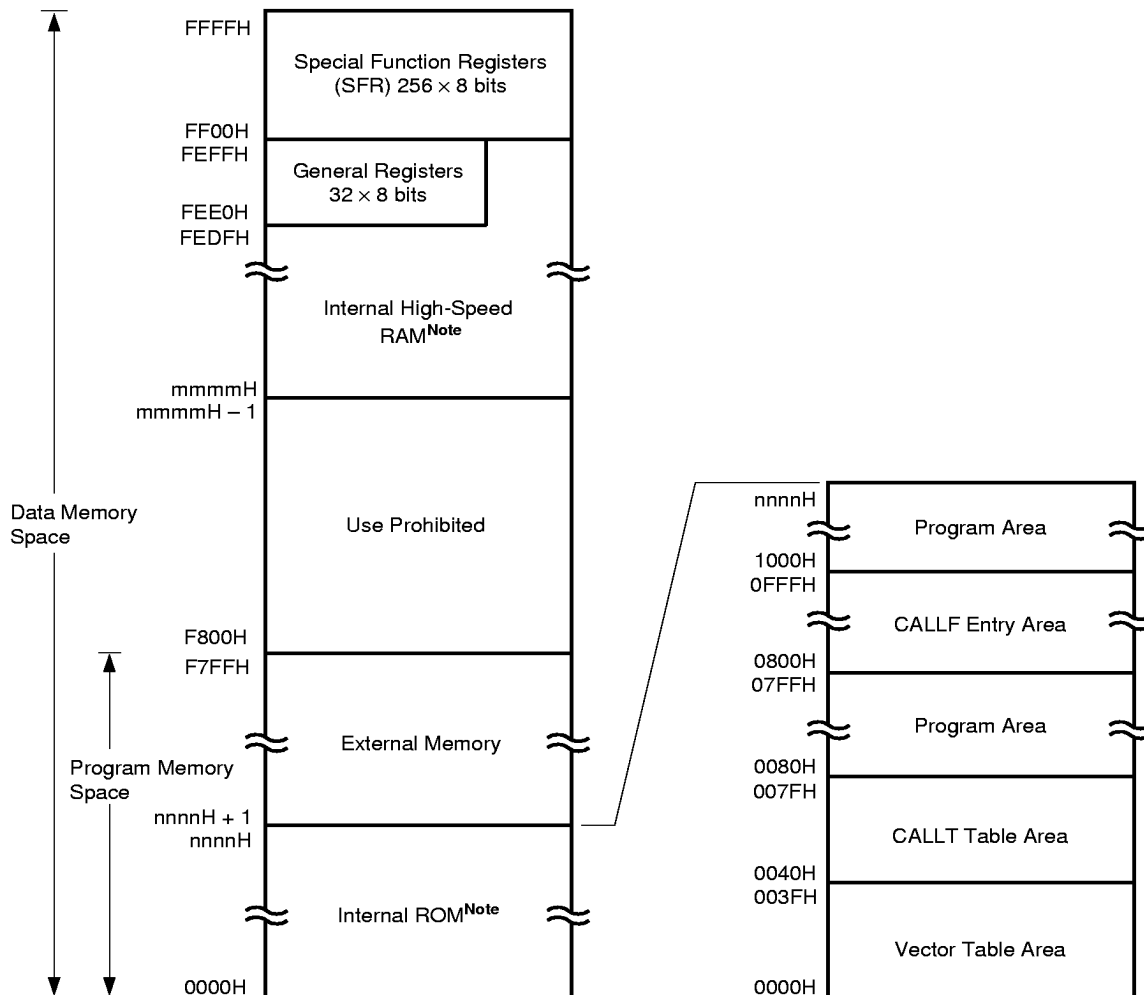 FFFFH
Special Function Registers
(SFR) 256 × 8 bits
FF00H
FEFFH
General Registers
32 × 8 bits
FEE0H
FEDFH
Internal High-Speed
RAMNote
mmmmH
mmmmH – 1
Data Memory
Space
Use Prohibited
F800H
F7FFH
External Memory
Program Memory
Space
nnnnH + 1
nnnnH
Internal ROMNote
0000H
nnnnH
Program Area
1000H
0FFFH
CALLF Entry Area
0800H
07FFH
Program Area
0080H
007FH
CALLT Table Area
0040H
003FH
Vector Table Area
0000H